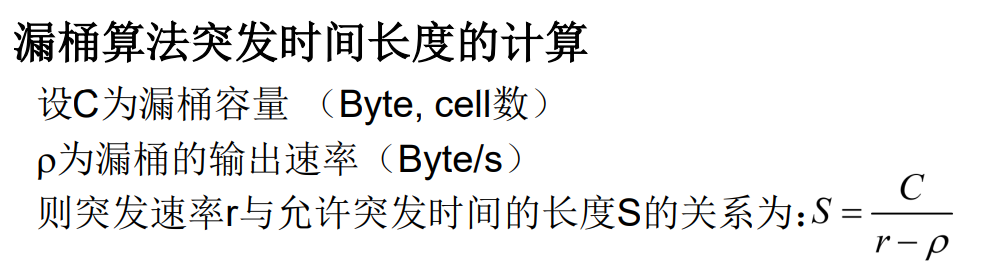 漏桶算法突发时间长度的计算
设C为漏桶容量 （Byte, cell数）
ρ为漏桶的输出速率（Byte/s）
则突发速率r与允许突发时间的长度S的关系为：S = C / (r − ρ)